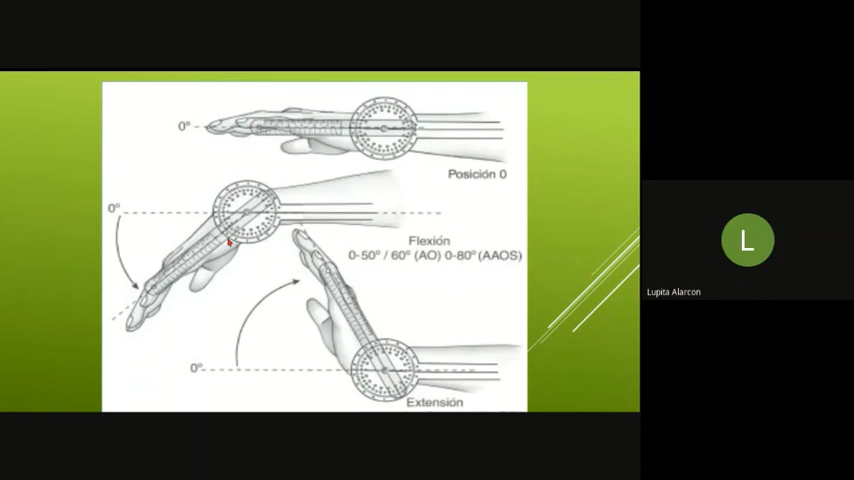 0°
Posición 0
0°
Flexión
0-50° / 60° (AO) 0-80° (AAOS)
0°
Extensión
L
Lupita Alarcon